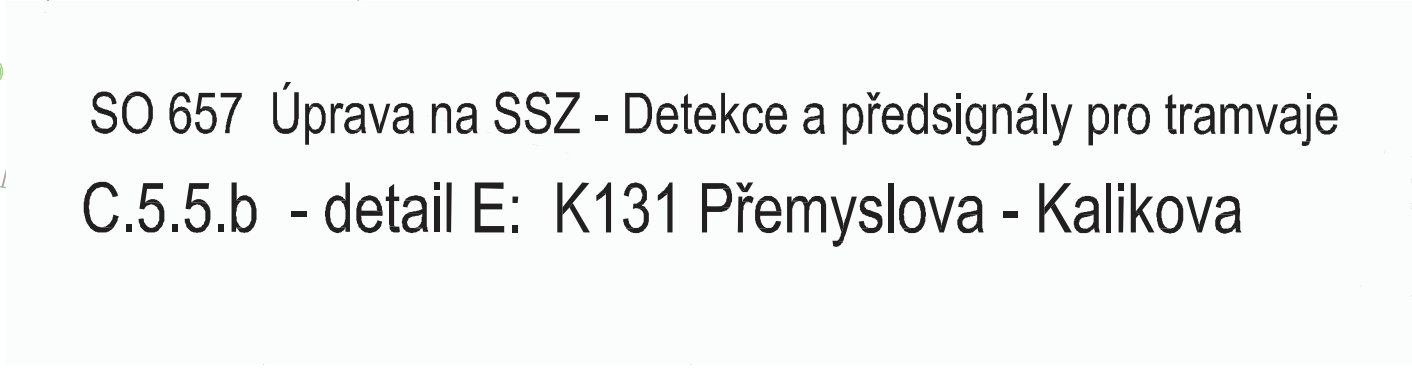 SO 657 Úprava na SSZ - Detekce a předsignály pro tramvaje
C.5.5.b - detail E: K131 Přemyslova - Kalikova